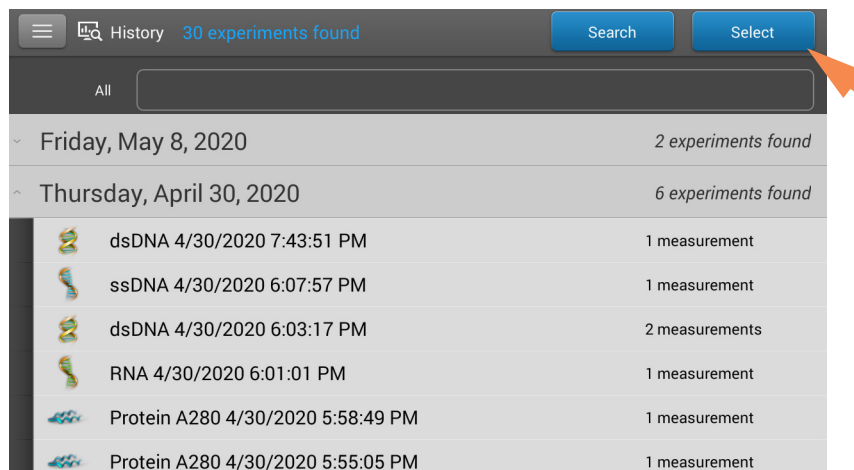 History 30 experiments found Search Select
All
Friday, May 8, 2020 2 experiments found
Thursday, April 30, 2020 6 experiments found
dsDNA 4/30/2020 7:43:51 PM 1 measurement
ssDNA 4/30/2020 6:07:57 PM 1 measurement
dsDNA 4/30/2020 6:03:17 PM 2 measurements
RNA 4/30/2020 6:01:01 PM 1 measurement
Protein A280 4/30/2020 5:58:49 PM 1 measurement
Protein A280 4/30/2020 5:55:05 PM 1 measurement